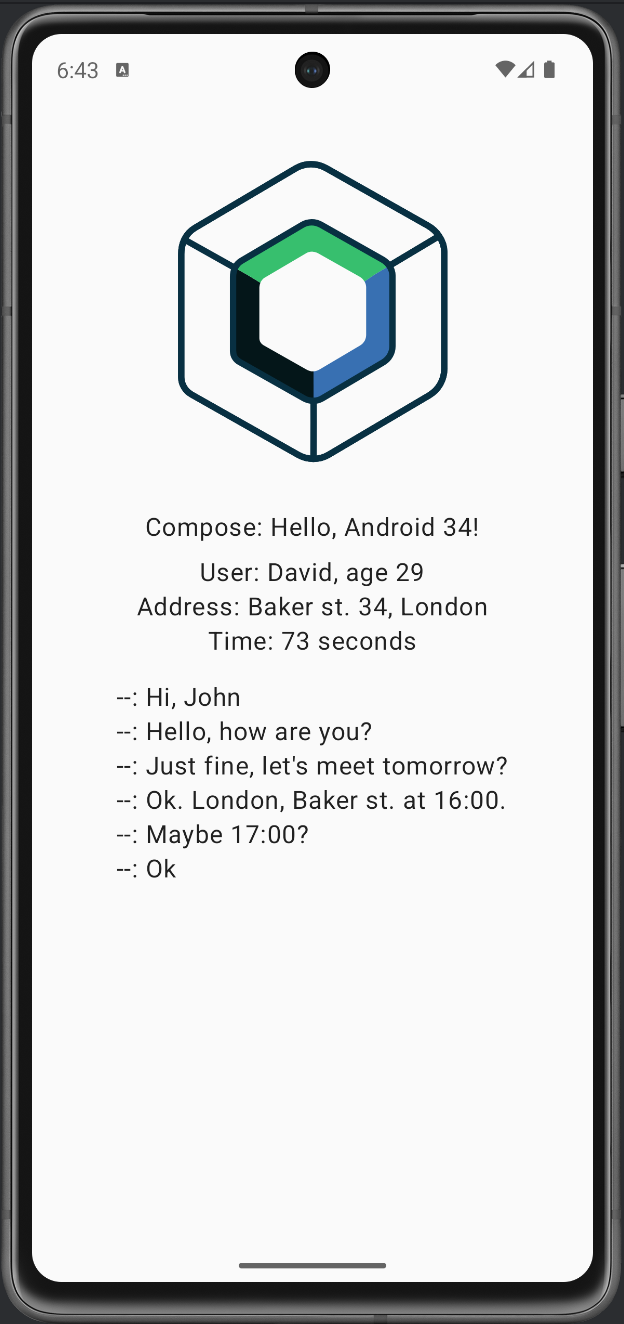 6:43
Compose: Hello, Android 34!
User: David, age 29
Address: Baker st. 34, London
Time: 73 seconds
--: Hi, John
--: Hello, how are you?
--: Just fine, let's meet tomorrow?
--: Ok. London, Baker st. at 16:00.
--: Maybe 17:00?
--: Ok